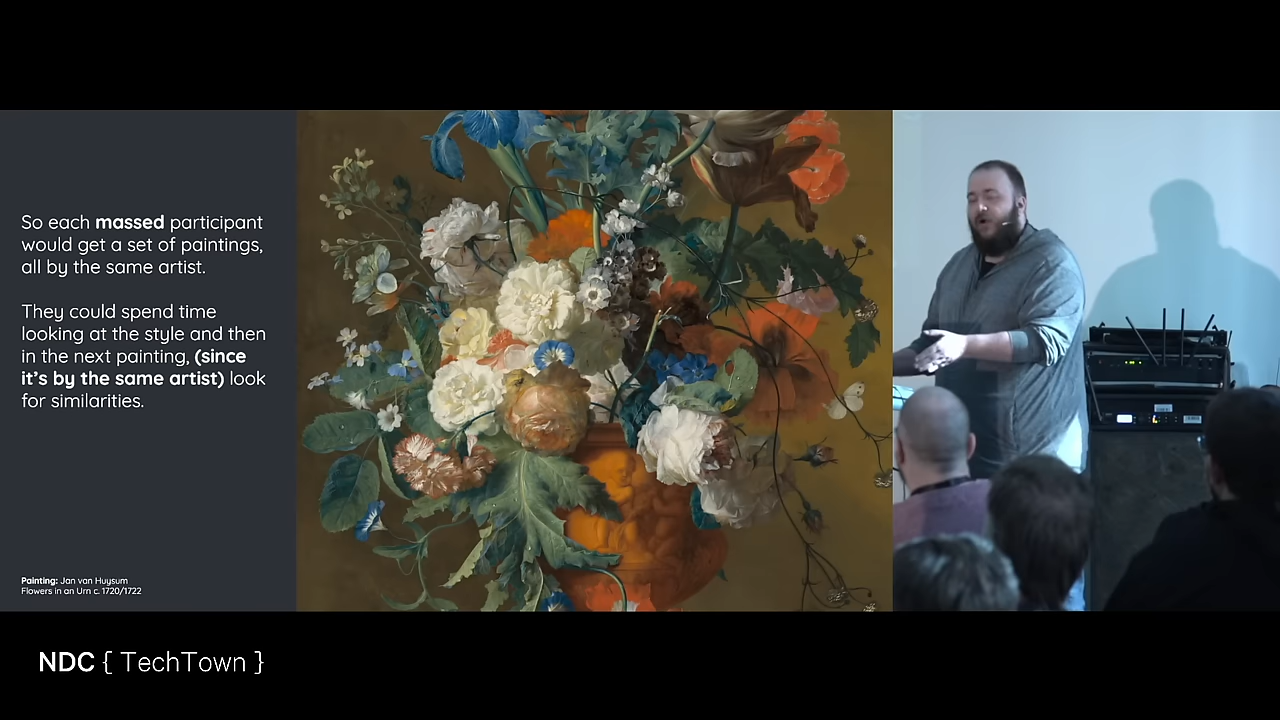 So each massed participant
would get a set of paintings,
all by the same artist.
They could spend time
looking at the style and then
in the next painting, (since
it's by the same artist) look
for similarities.
Painting: Jan van Huysum
Flowers in an Urn c. 1720/1722
NDC { TechTown }